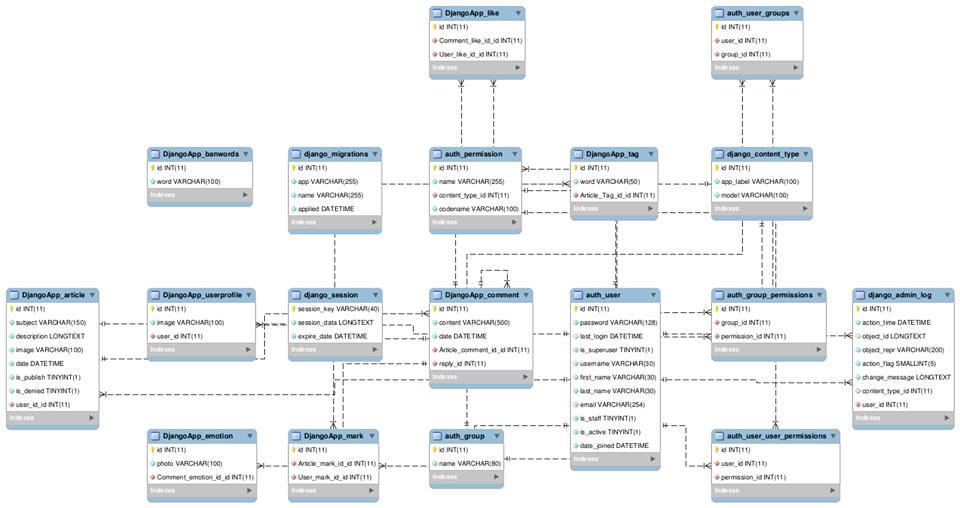 DjangoApp_like
id INT(11)
Comment_like_id_id INT(11)
User_like_id_id INT(11)
Indexes
auth_user_groups
id INT(11)
user_id INT(11)
group_id INT(11)
Indexes
DjangoApp_banwords
id INT(11)
word VARCHAR(100)
Indexes
django_migrations
id INT(11)
app VARCHAR(255)
name VARCHAR(255)
applied DATETIME
Indexes
auth_permission
id INT(11)
name VARCHAR(255)
content_type_id INT(11)
codename VARCHAR(100)
Indexes
DjangoApp_tag
id INT(11)
word VARCHAR(50)
Article_Tag_id_id INT(11)
Indexes
django_content_type
id INT(11)
app_label VARCHAR(100)
model VARCHAR(100)
Indexes
DjangoApp_article
id INT(11)
subject VARCHAR(150)
description LONGTEXT
image VARCHAR(100)
date DATETIME
is_publish TINYINT(1)
is_denied TINYINT(1)
user_id_id INT(11)
Indexes
DjangoApp_userprofile
id INT(11)
image VARCHAR(100)
user_id INT(11)
Indexes
django_session
session_key VARCHAR(40)
session_data LONGTEXT
expire_date DATETIME
Indexes
DjangoApp_comment
id INT(11)
content VARCHAR(500)
date DATETIME
Article_comment_id_id INT(11)
reply_id INT(11)
Indexes
auth_user
id INT(11)
password VARCHAR(128)
last_login DATETIME
is_superuser TINYINT(1)
username VARCHAR(30)
first_name VARCHAR(30)
last_name VARCHAR(30)
email VARCHAR(254)
is_staff TINYINT(1)
is_active TINYINT(1)
date_joined DATETIME
Indexes
auth_group_permissions
id INT(11)
group_id INT(11)
permission_id INT(11)
Indexes
django_admin_log
id INT(11)
action_time DATETIME
object_id LONGTEXT
object_repr VARCHAR(200)
action_flag SMALLINT(5)
change_message LONGTEXT
content_type_id INT(11)
user_id INT(11)
Indexes
DjangoApp_emotion
id INT(11)
photo VARCHAR(100)
Comment_emotion_id_id INT(11)
Indexes
DjangoApp_mark
id INT(11)
Article_mark_id_id INT(11)
User_mark_id_id INT(11)
Indexes
auth_group
id INT(11)
name VARCHAR(80)
Indexes
auth_user_user_permissions
id INT(11)
user_id INT(11)
permission_id INT(11)
Indexes